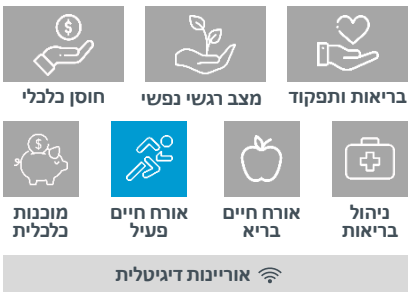 בריאות ותפקוד
מצב רגשי נפשי
חוסן כלכלי
ניהול
בריאות
אורח חיים
בריא
אורח חיים
פעיל
מוכנות
כלכלית
אוריינות דיגיטלית